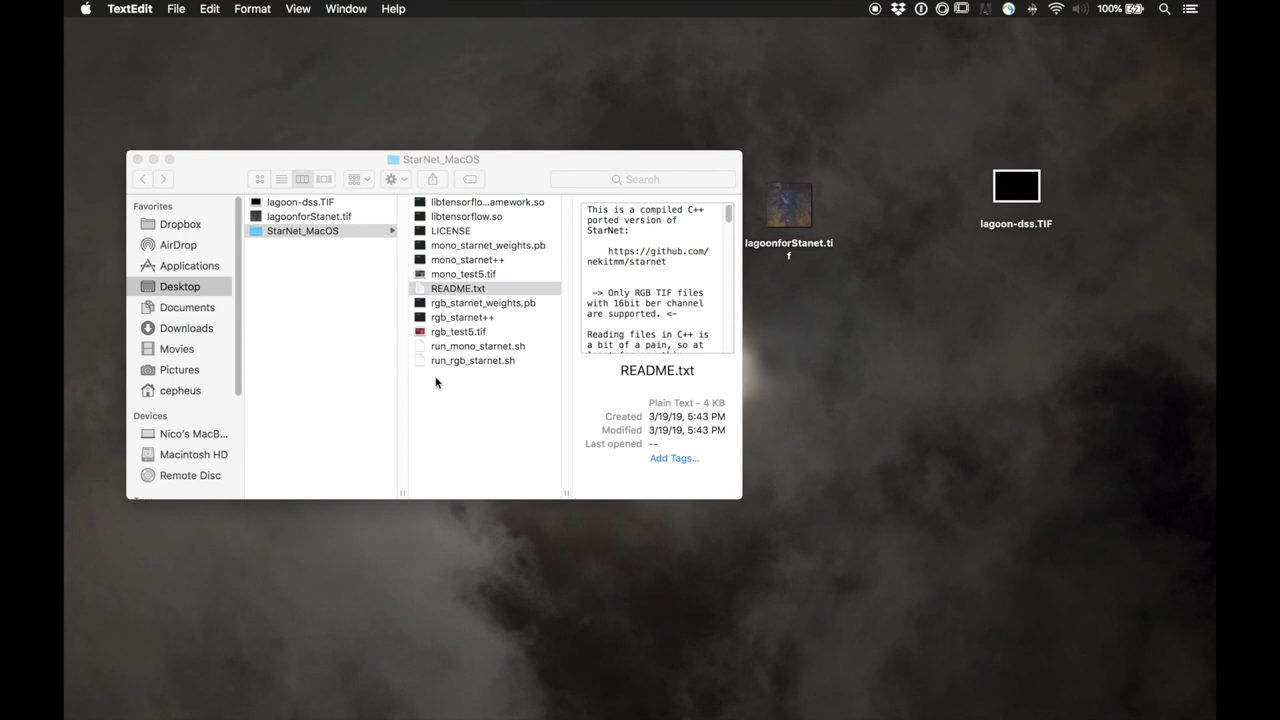 TextEdit File Edit Format View Window Help 100%
StarNet_MacOS
Search
Favorites
Dropbox
AirDrop
Applications
Desktop
Documents
Downloads
Movies
Pictures
cepheus
Devices
Nico's MacB...
Macintosh HD
Remote Disc
lagoon-dss.TIF
lagoonforStanet.tif
StarNet_MacOS
libtensorflo...amework.so
libtensorflow.so
LICENSE
mono_starnet_weights.pb
mono_starnet++
mono_test5.tif
README.txt
rgb_starnet_weights.pb
rgb_starnet++
rgb_test5.tif
run_mono_starnet.sh
run_rgb_starnet.sh
This is a compiled C++
ported version of
StarNet:
https://github.com/
nekitmm/starnet
-> Only RGB TIF files
with 16bit ber channel
are supported. <-
Reading files in C++ is
a bit of a pain, so at
README.txt
Plain Text - 4 KB
Created 3/19/19, 5:43 PM
Modified 3/19/19, 5:43 PM
Last opened --
Add Tags...
lagoonforStanet.ti
f
lagoon-dss.TIF